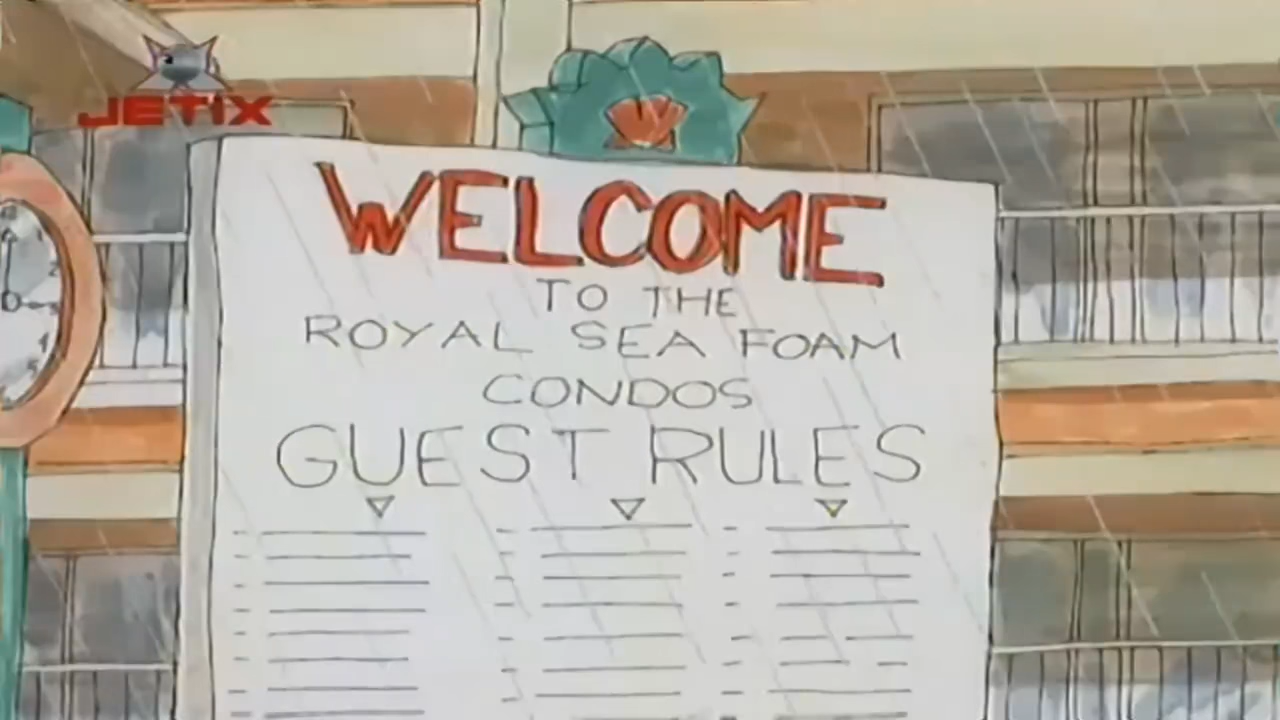 JETIX
WELCOME
TO THE
ROYAL SEA FOAM
CONDOS
GUEST RULES